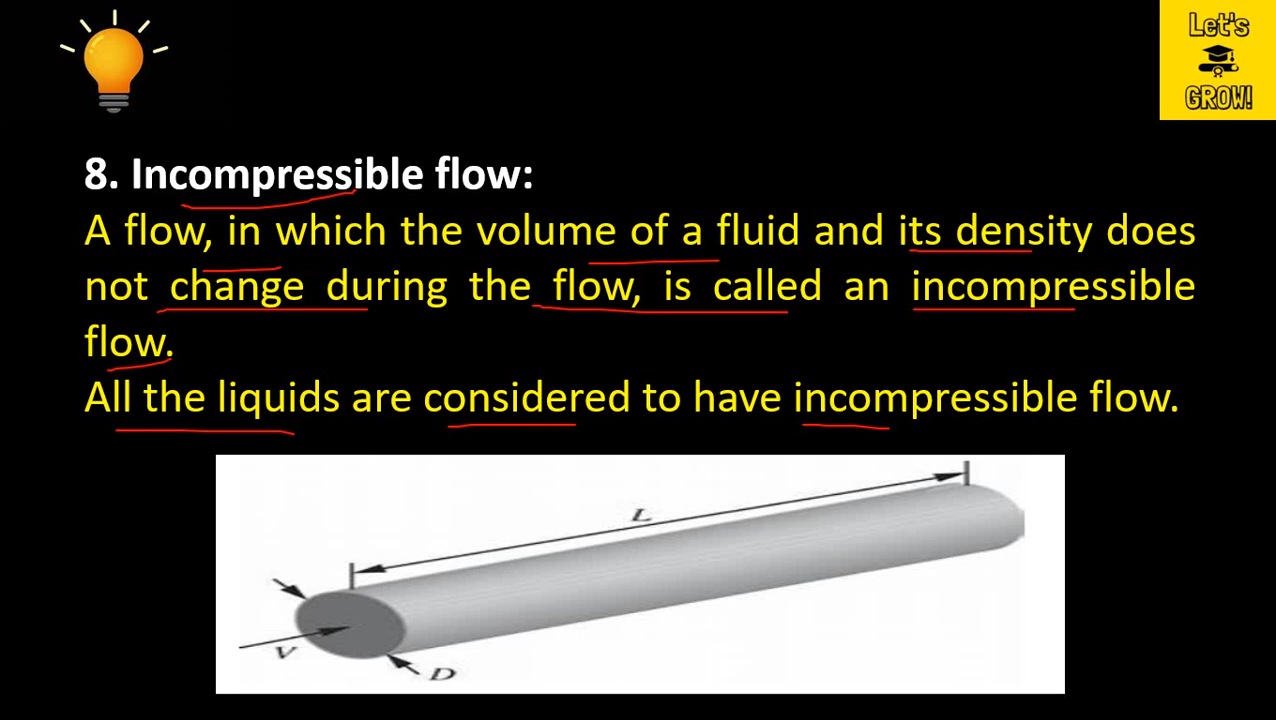 Let's
GROW!
8. Incompressible flow:
A flow, in which the volume of a fluid and its density does
not change during the flow, is called an incompressible
flow.
All the liquids are considered to have incompressible flow.
L
V
D